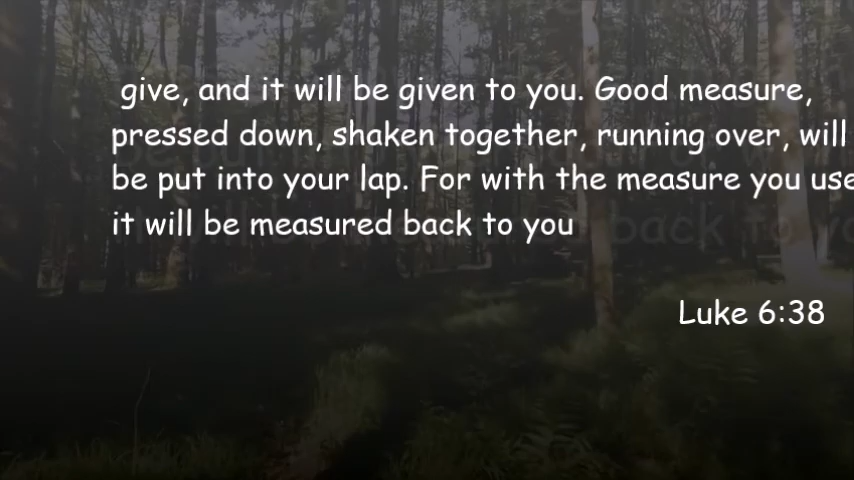 give, and it will be given to you. Good measure,
pressed down, shaken together, running over, will
be put into your lap. For with the measure you use
it will be measured back to you
back to
Luke 6:38